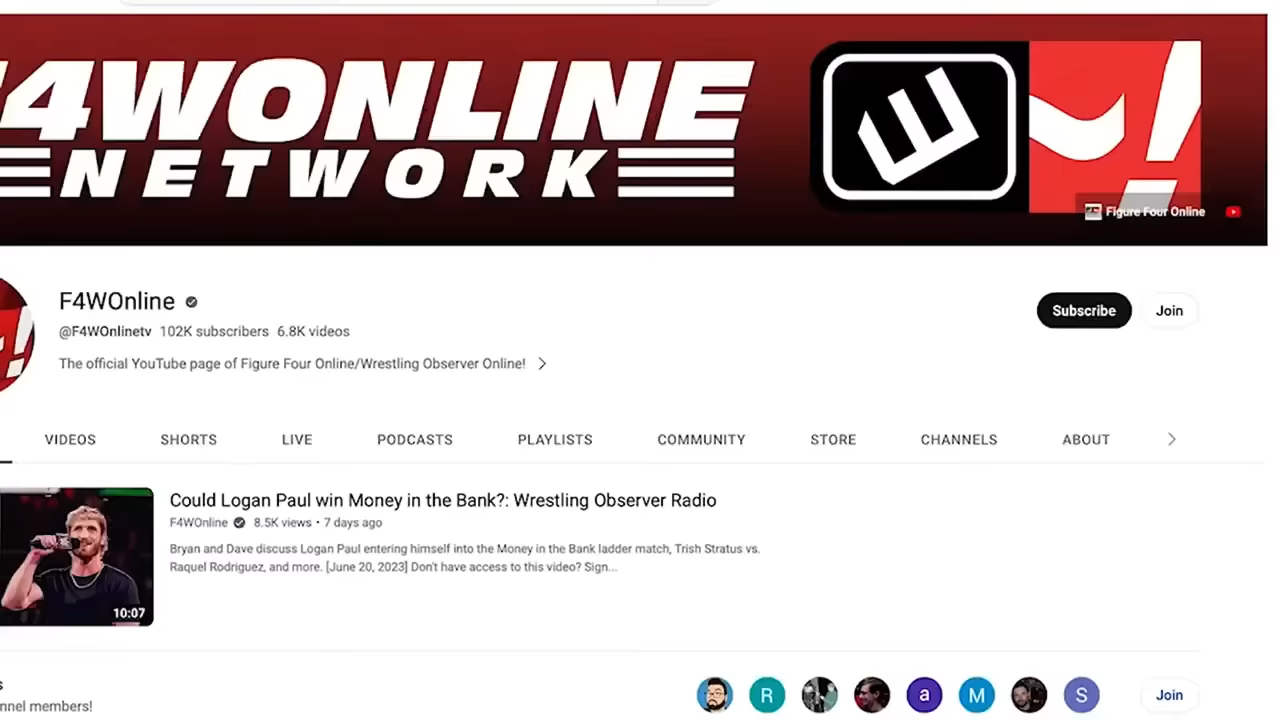 4WONLINE
NETWORK
Figure Four Online
F4WOnline
@F4WOnlinetv 102K subscribers 6.8K videos
The official YouTube page of Figure Four Online/Wrestling Observer Online!
Subscribe
Join
VIDEOS SHORTS LIVE PODCASTS PLAYLISTS COMMUNITY STORE CHANNELS ABOUT
10:07
Could Logan Paul win Money in the Bank?: Wrestling Observer Radio
F4WOnline 8.5K views • 7 days ago
Bryan and Dave discuss Logan Paul entering himself into the Money in the Bank ladder match, Trish Stratus vs.
Raquel Rodriguez, and more. [June 20, 2023] Don't have access to this video? Sign...
s
nnel members!
R
a
M
S
Join